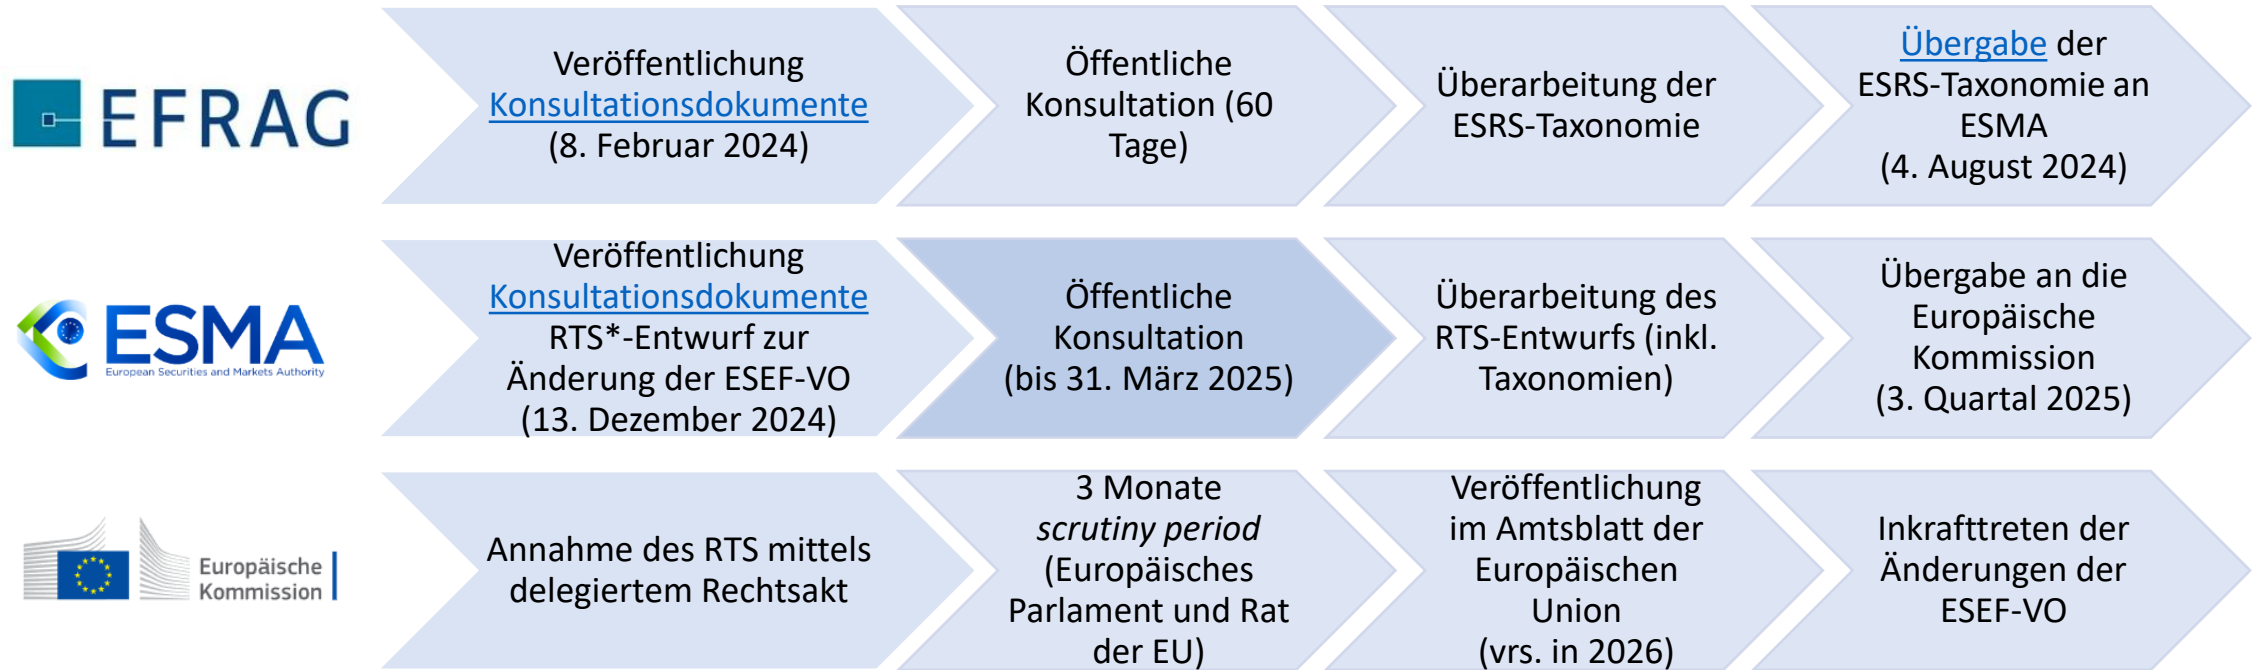 EFRAG
Veröffentlichung
Konsultationsdokumente
(8. Februar 2024)
Öffentliche
Konsultation (60
Tage)
Überarbeitung der
ESRS-Taxonomie
Übergabe der
ESRS-Taxonomie an
ESMA
(4. August 2024)
ESMA
European Securities and Markets Authority
Veröffentlichung
Konsultationsdokumente
RTS*-Entwurf zur
Änderung der ESEF-VO
(13. Dezember 2024)
Öffentliche
Konsultation
(bis 31. März 2025)
Überarbeitung des
RTS-Entwurfs (inkl.
Taxonomien)
Übergabe an die
Europäische
Kommission
(3. Quartal 2025)
Europäische
Kommission
Annahme des RTS mittels
delegiertem Rechtsakt
3 Monate
scrutiny period
(Europäisches
Parlament und Rat
der EU)
Veröffentlichung
im Amtsblatt der
Europäischen
Union
(vrs. in 2026)
Inkrafttreten der
Änderungen der
ESEF-VO